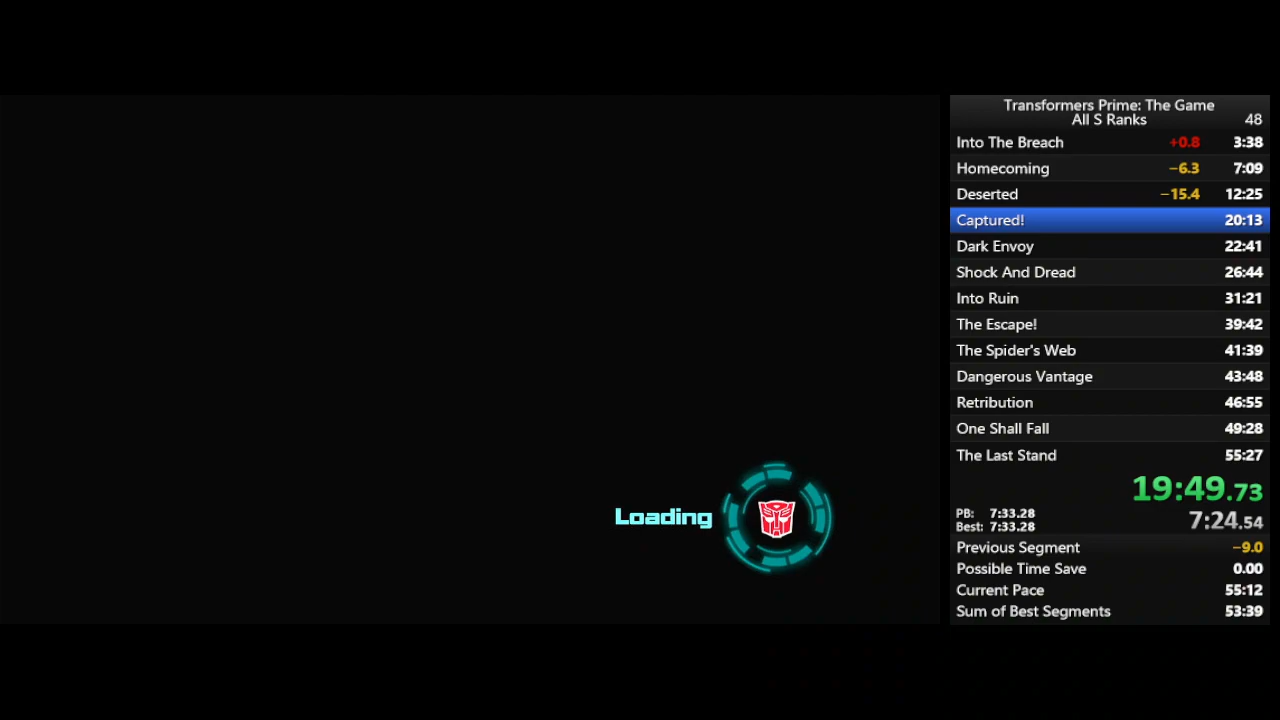 Loading
Transformers Prime: The Game
All S Ranks 48
Into The Breach +0.8 3:38
Homecoming −6.3 7:09
Deserted −15.4 12:25
Captured! 20:13
Dark Envoy 22:41
Shock And Dread 26:44
Into Ruin 31:21
The Escape! 39:42
The Spider's Web 41:39
Dangerous Vantage 43:48
Retribution 46:55
One Shall Fall 49:28
The Last Stand 55:27
19:49.73
PB: 7:33.28
Best: 7:33.28
7:24.54
Previous Segment −9.0
Possible Time Save 0.00
Current Pace 55:12
Sum of Best Segments 53:39